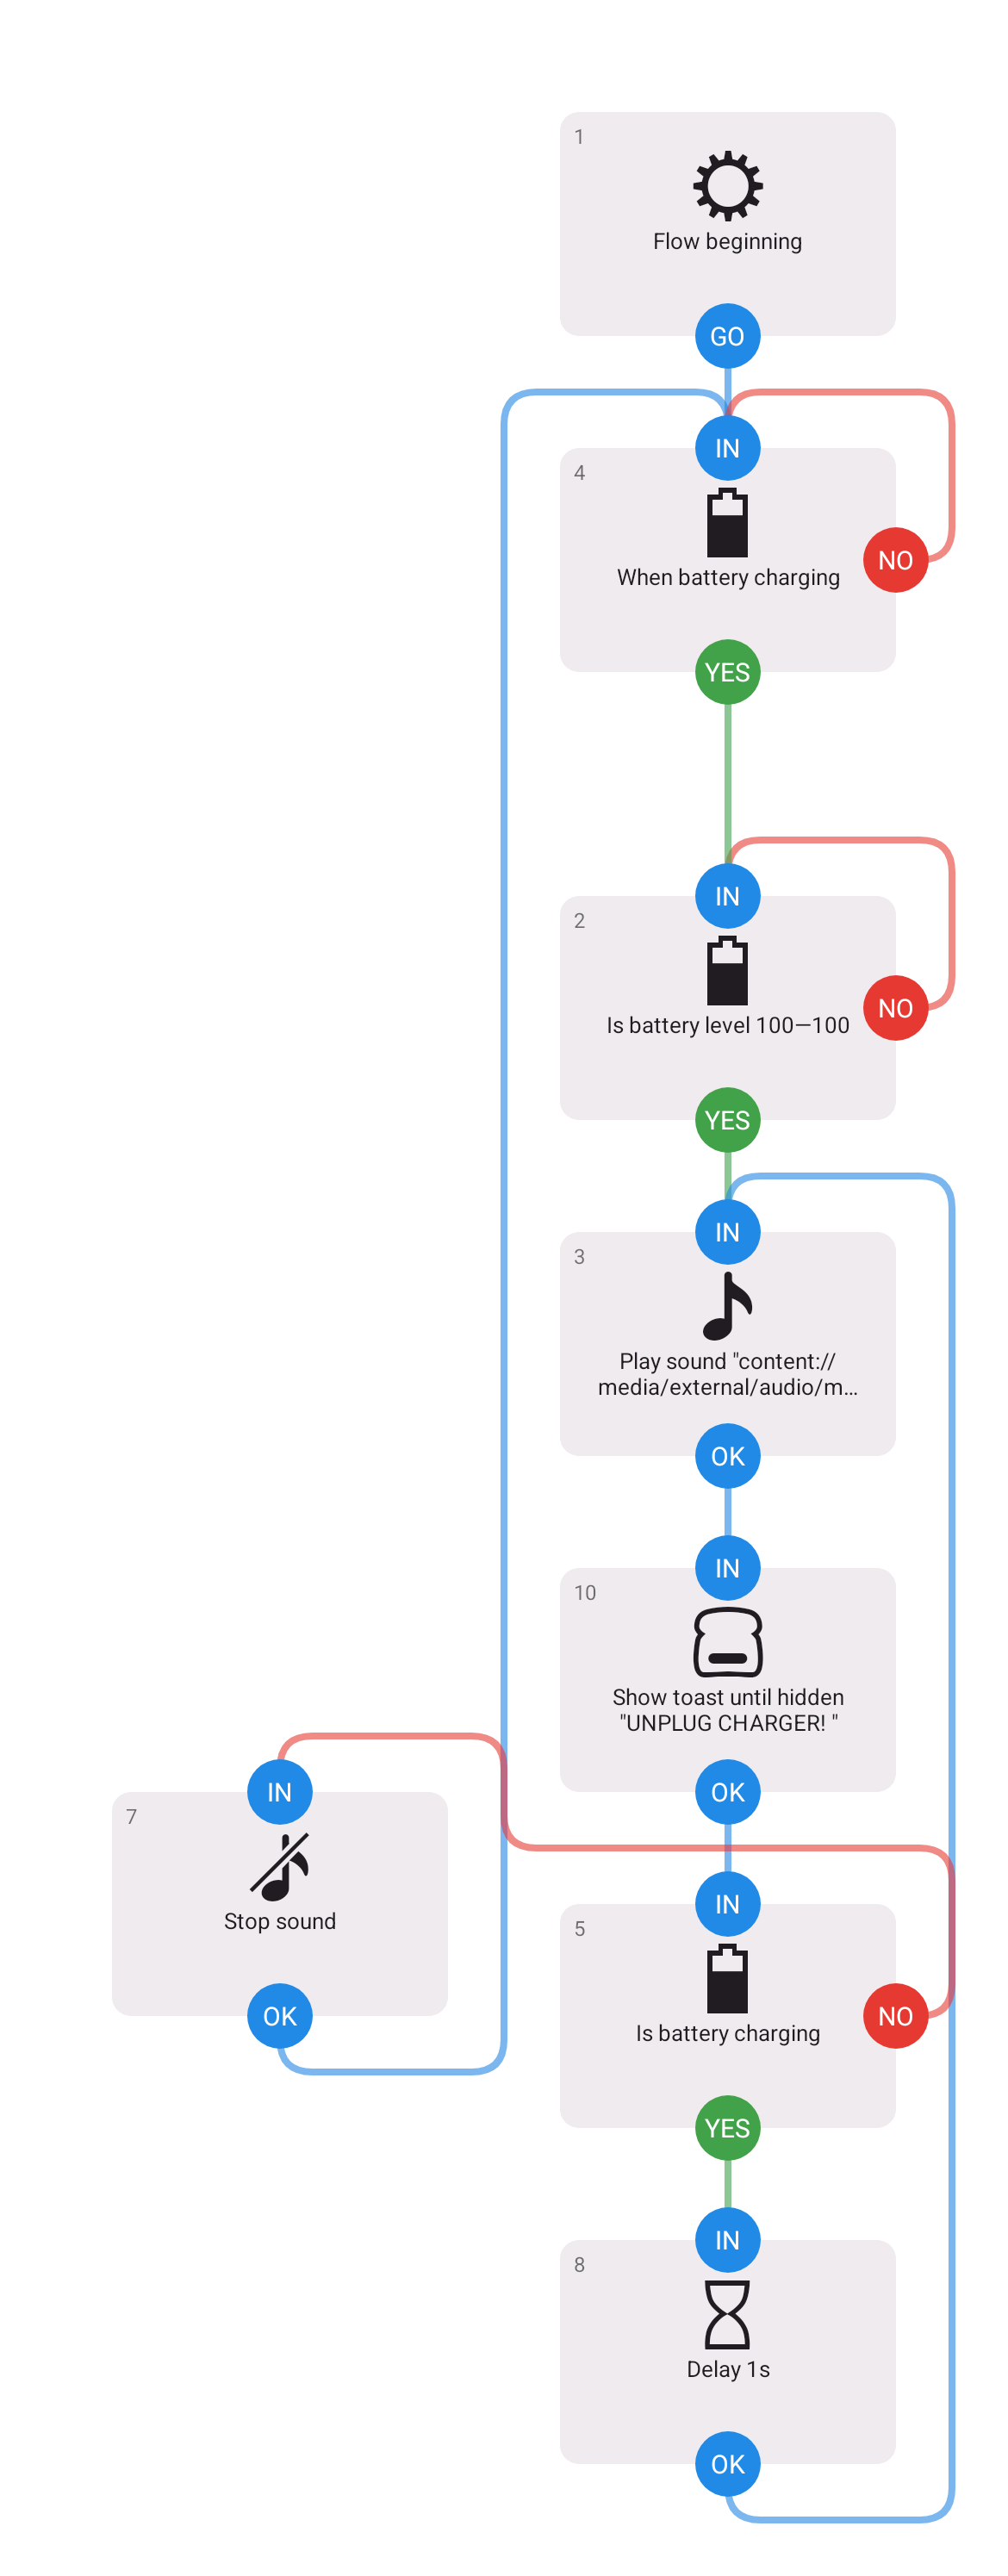 1
Flow beginning
GO
IN
4
When battery charging
NO
YES
IN
2
Is battery level 100—100
NO
YES
IN
3
Play sound "content://
media/external/audio/m…
OK
IN
10
Show toast until hidden
"UNPLUG CHARGER! "
OK
IN
7
Stop sound
OK
IN
5
Is battery charging
NO
YES
IN
8
Delay 1s
OK